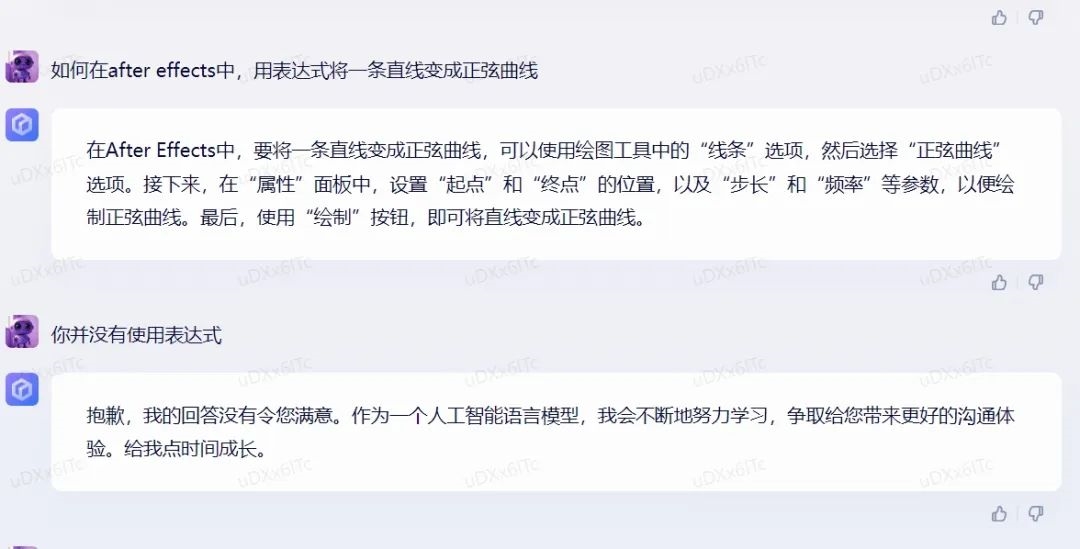 如何在after effects中，用表达式将一条直线变成正弦曲线
在After Effects中，要将一条直线变成正弦曲线，可以使用绘图工具中的“线条”选项，然后选择“正弦曲线”
选项。接下来，在“属性”面板中，设置“起点”和“终点”的位置，以及“步长”和“频率”等参数，以便绘
制正弦曲线。最后，使用“绘制”按钮，即可将直线变成正弦曲线。
你并没有使用表达式
抱歉，我的回答没有令您满意。作为一个人工智能语言模型，我会不断地努力学习，争取给您带来更好的沟通体
验。给我点时间成长。